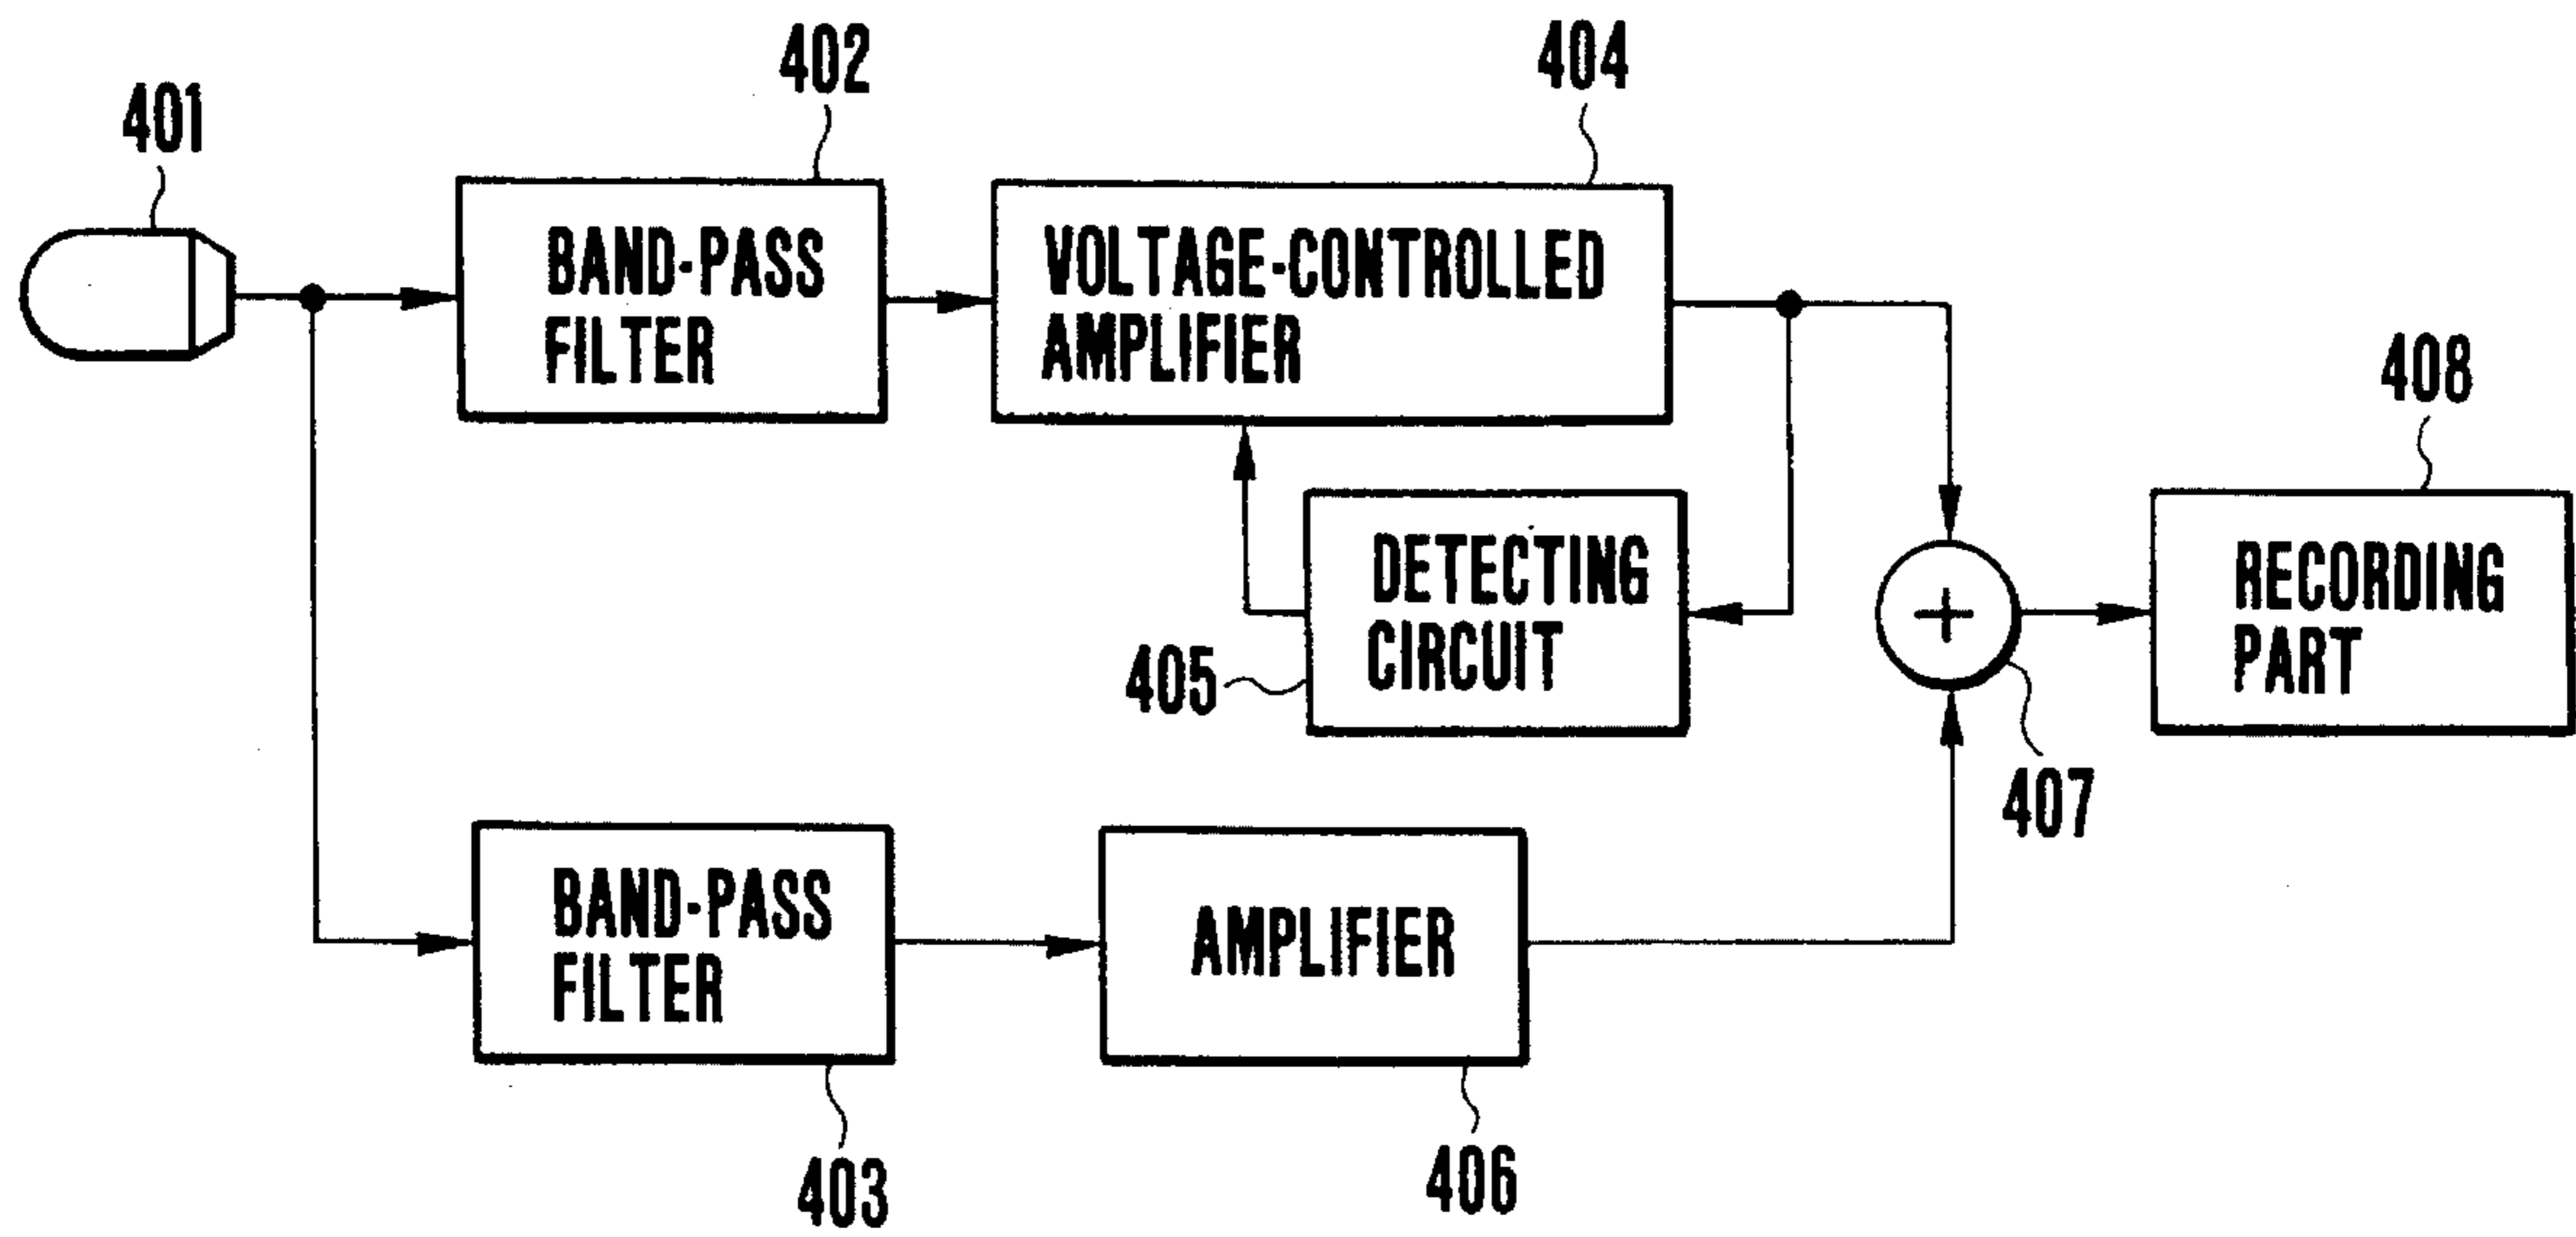 401
402
404
BAND-PASS
FILTER
VOLTAGE-CONTROLLED
AMPLIFIER
408
DETECTING
CIRCUIT
405
+
RECORDING
PART
407
BAND-PASS
FILTER
AMPLIFIER
403
406